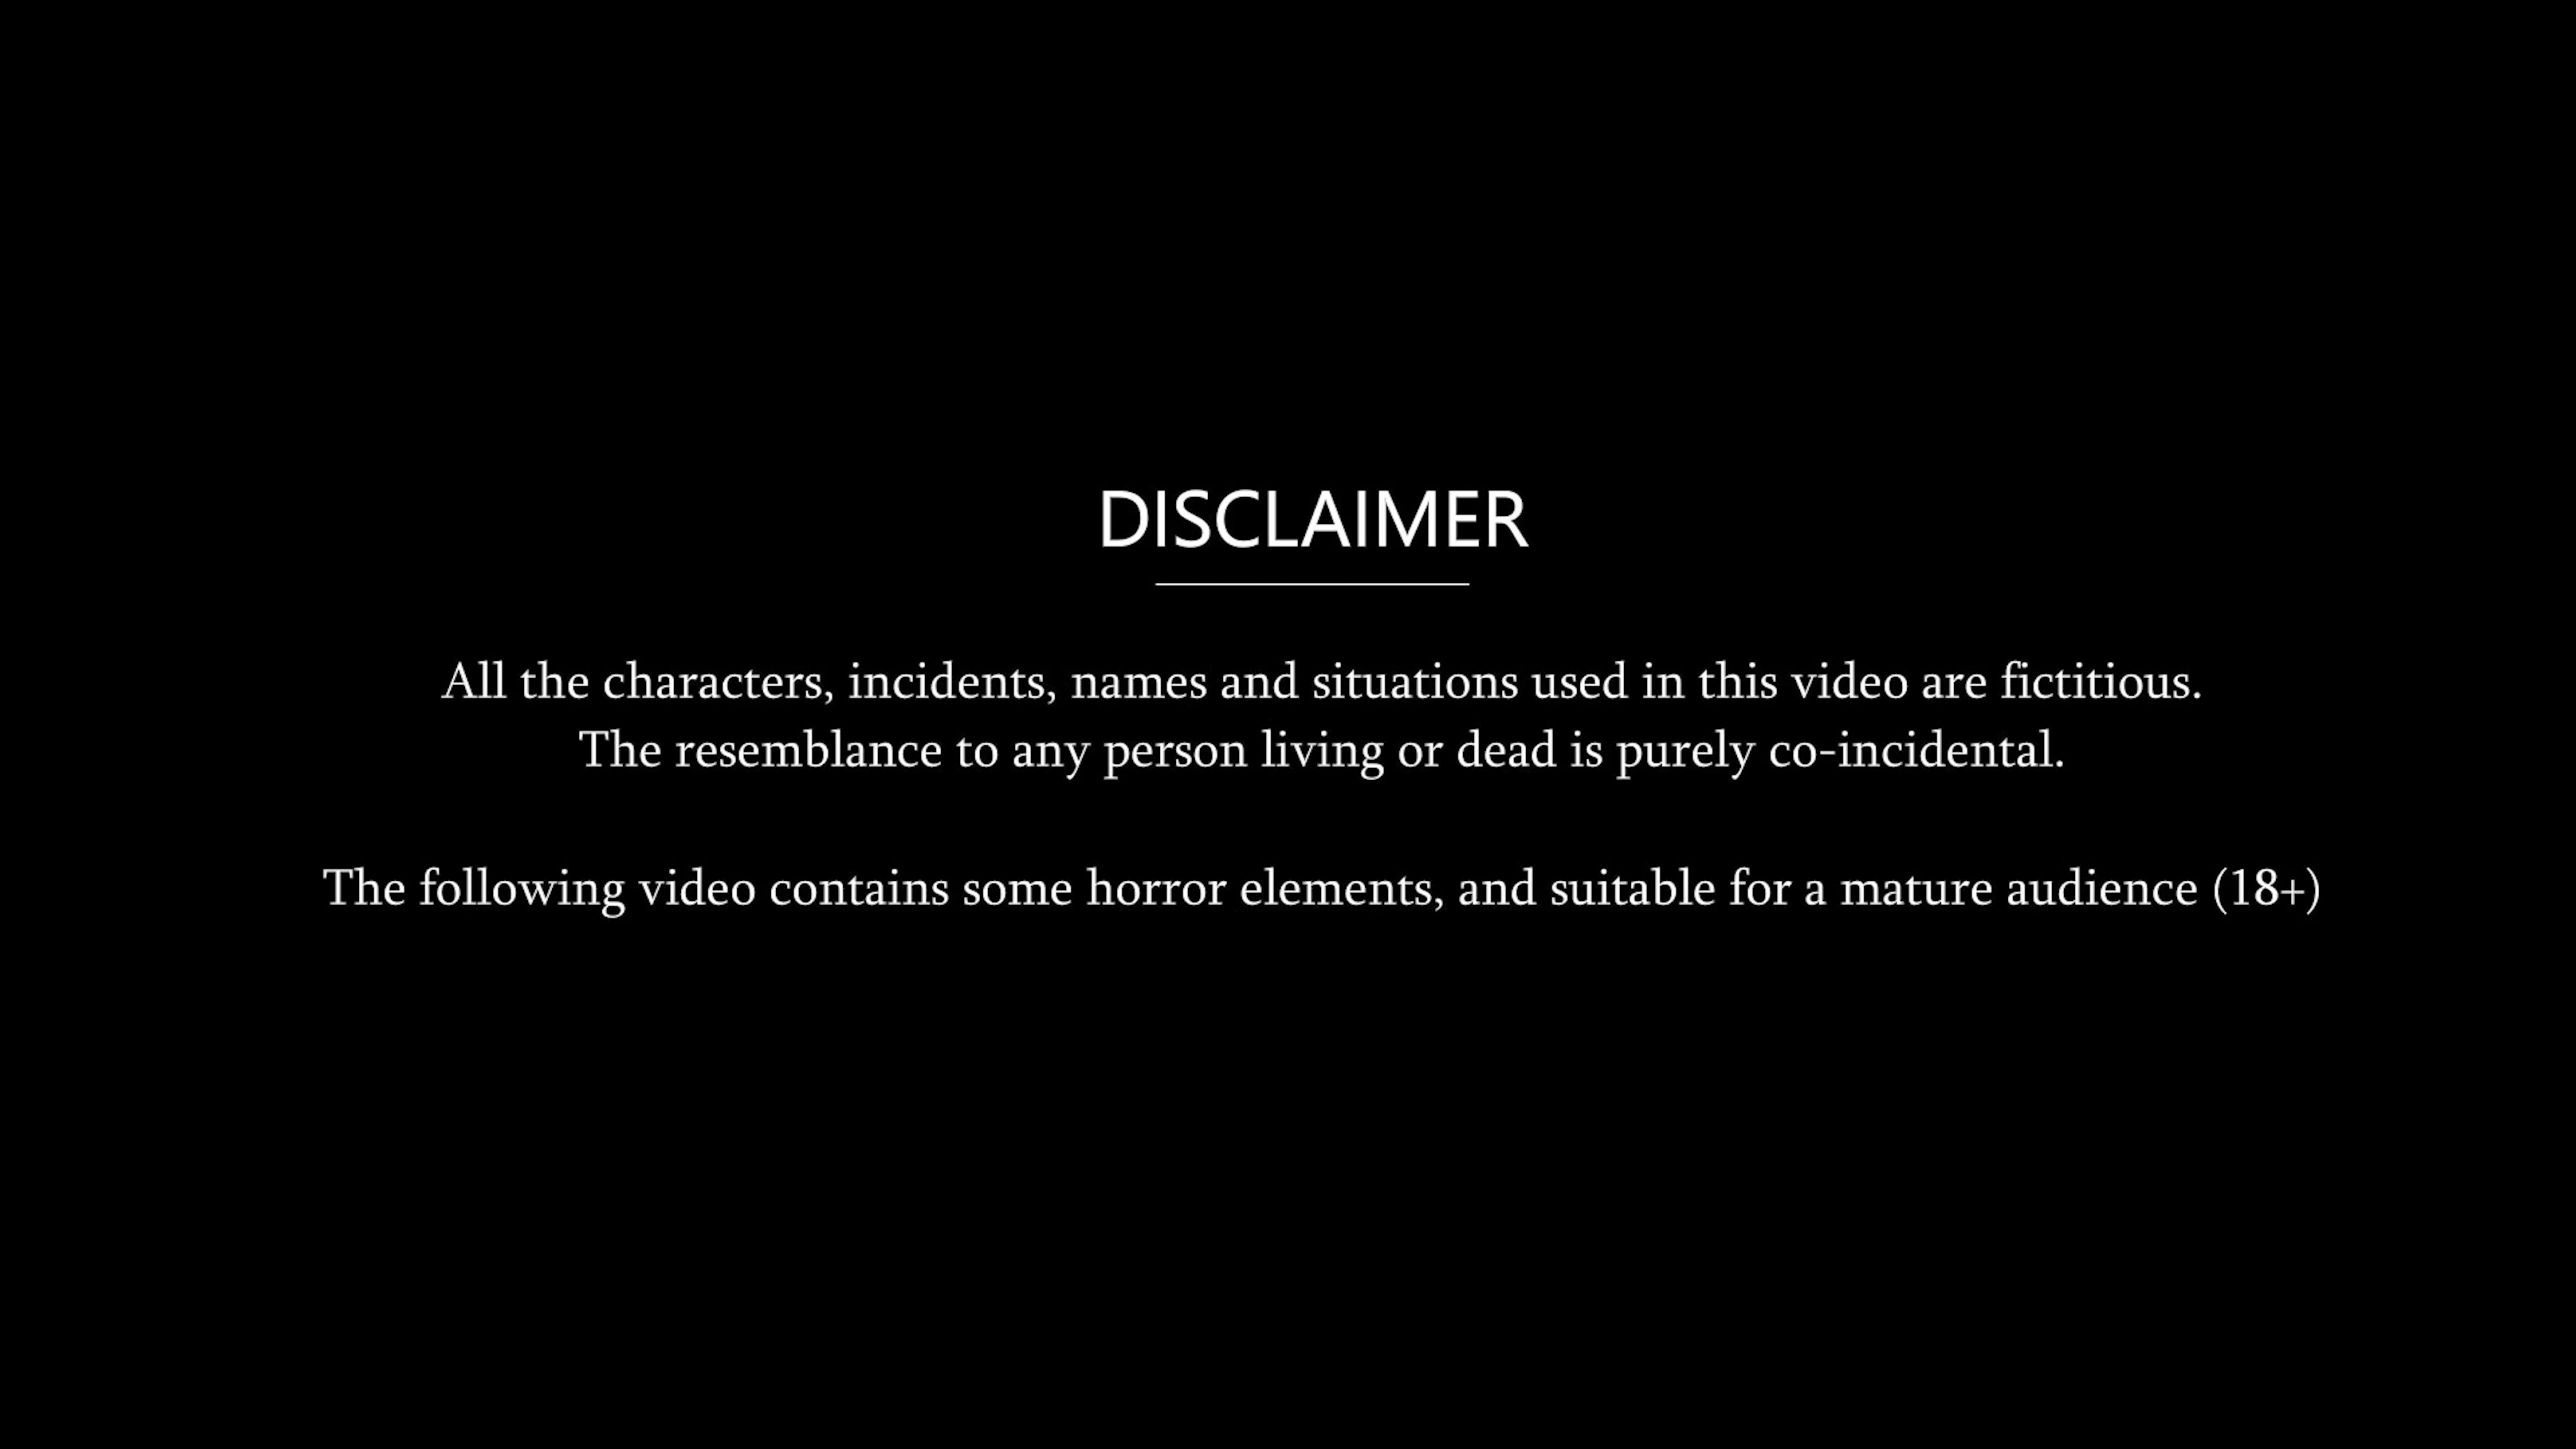 DISCLAIMER
All the characters, incidents, names and situations used in this video are fictitious.
The resemblance to any person living or dead is purely co-incidental.
The following video contains some horror elements, and suitable for a mature audience (18+)